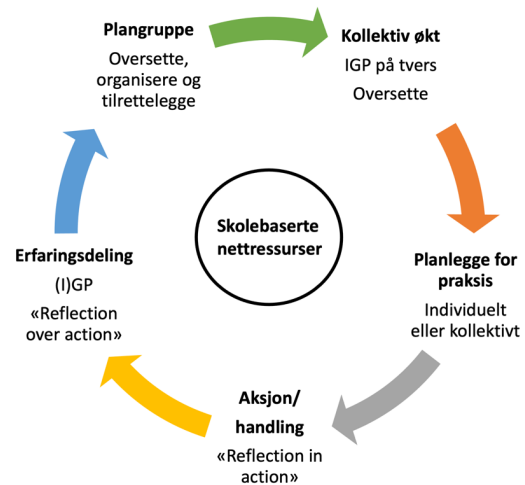 Plangruppe
Oversette,
organisere og
tilrettelegge
Kollektiv økt
IGP på tvers
Oversette
Planlegge for
praksis
Individuelt
eller kollektivt
Aksjon/
handling
«Reflection in
action»
Erfaringsdeling
(I)GP
«Reflection
over action»
Skolebaserte
nettressurser